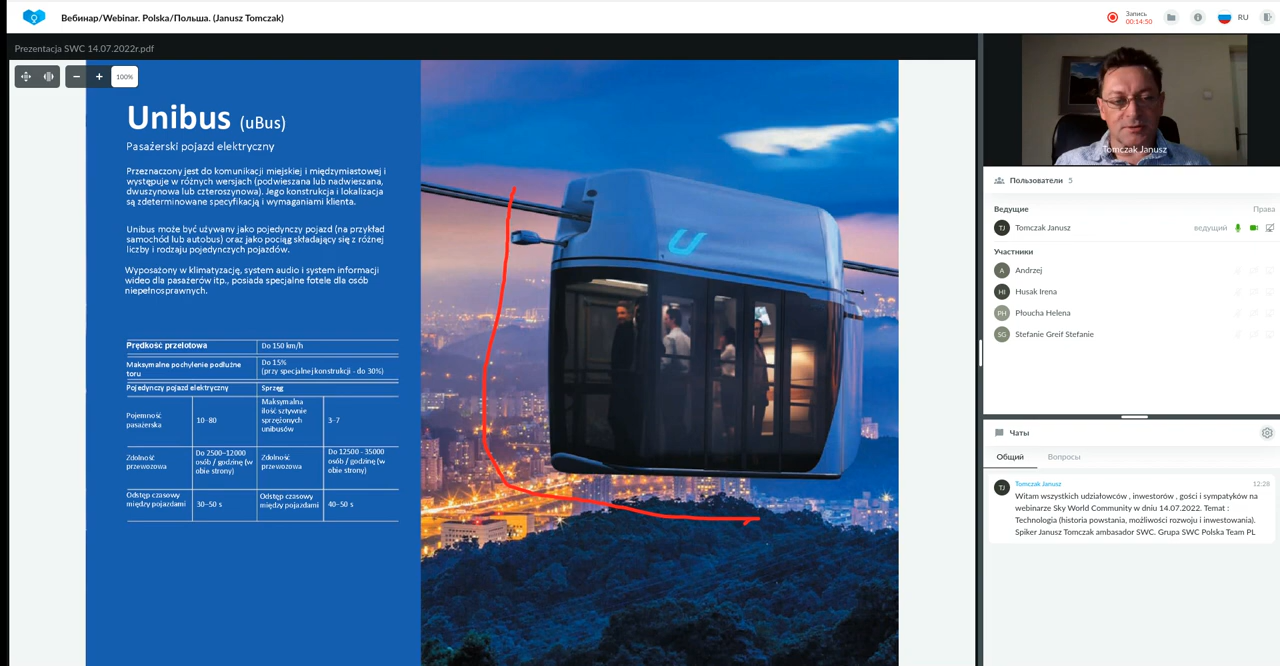 Вебинар/Webinar. Polska/Польша. (Janusz Tomczak)
Запись
00:14:50
RU
Prezentacja SWC 14.07.2022r.pdf
100%
Unibus (uBus)
Pasażerski pojazd elektryczny
Przeznaczony jest do komunikacji miejskiej i międzymiastowej i
występuje w różnych wersjach (podwieszana lub nadwieszana,
dwuszynowa lub czteroszynowa). Jego konstrukcja i lokalizacja
są zdeterminowane specyfikacją i wymaganiami klienta.
Unibus może być używany jako pojedynczy pojazd (na przykład
samochód lub autobus) oraz jako pociąg składający się z różnej
liczby i rodzaju pojedynczych pojazdów.
Wyposażony w klimatyzację, system audio i system informacji
wideo dla pasażerów itp., posiada specjalne fotele dla osób
niepełnosprawnych.
Prędkość przelotowa
Do 150 km/h
Maksymalne pochylenie podłużne
toru
Do 15%
(przy specjalnej konstrukcji - do 30%)
Pojedynczy pojazd elektryczny
Sprzęg
Pojemność
pasażerska
10–80
Maksymalna
ilość sztywnie
sprzężonych
unibusów
3–7
Zdolność
przewozowa
Do 2500–12000
osób / godzinę (w
obie strony)
Zdolność
przewozowa
Do 12500 - 35000
osób / godzinę (w
obie strony)
Odstęp czasowy
między pojazdami
30–50 s
Odstęp czasowy
między pojazdami
40–50 s
Tomczak Janusz
Пользователи 5
Ведущие
Права
TJ Tomczak Janusz ведущий
Участники
A Andrzej
HI Husak Irena
PH Płoucha Helena
SG Stefanie Greif Stefanie
Чаты
Общий
Вопросы
TJ Tomczak Janusz 12:28
Witam wszystkich udziałowców , inwestorów , gości i sympatyków na
webinarze Sky World Community w dniu 14.07.2022. Temat :
Technologia (historia powstania, możliwości rozwoju i inwestowania).
Spiker Janusz Tomczak ambasador SWC. Grupa SWC Polska Team PL